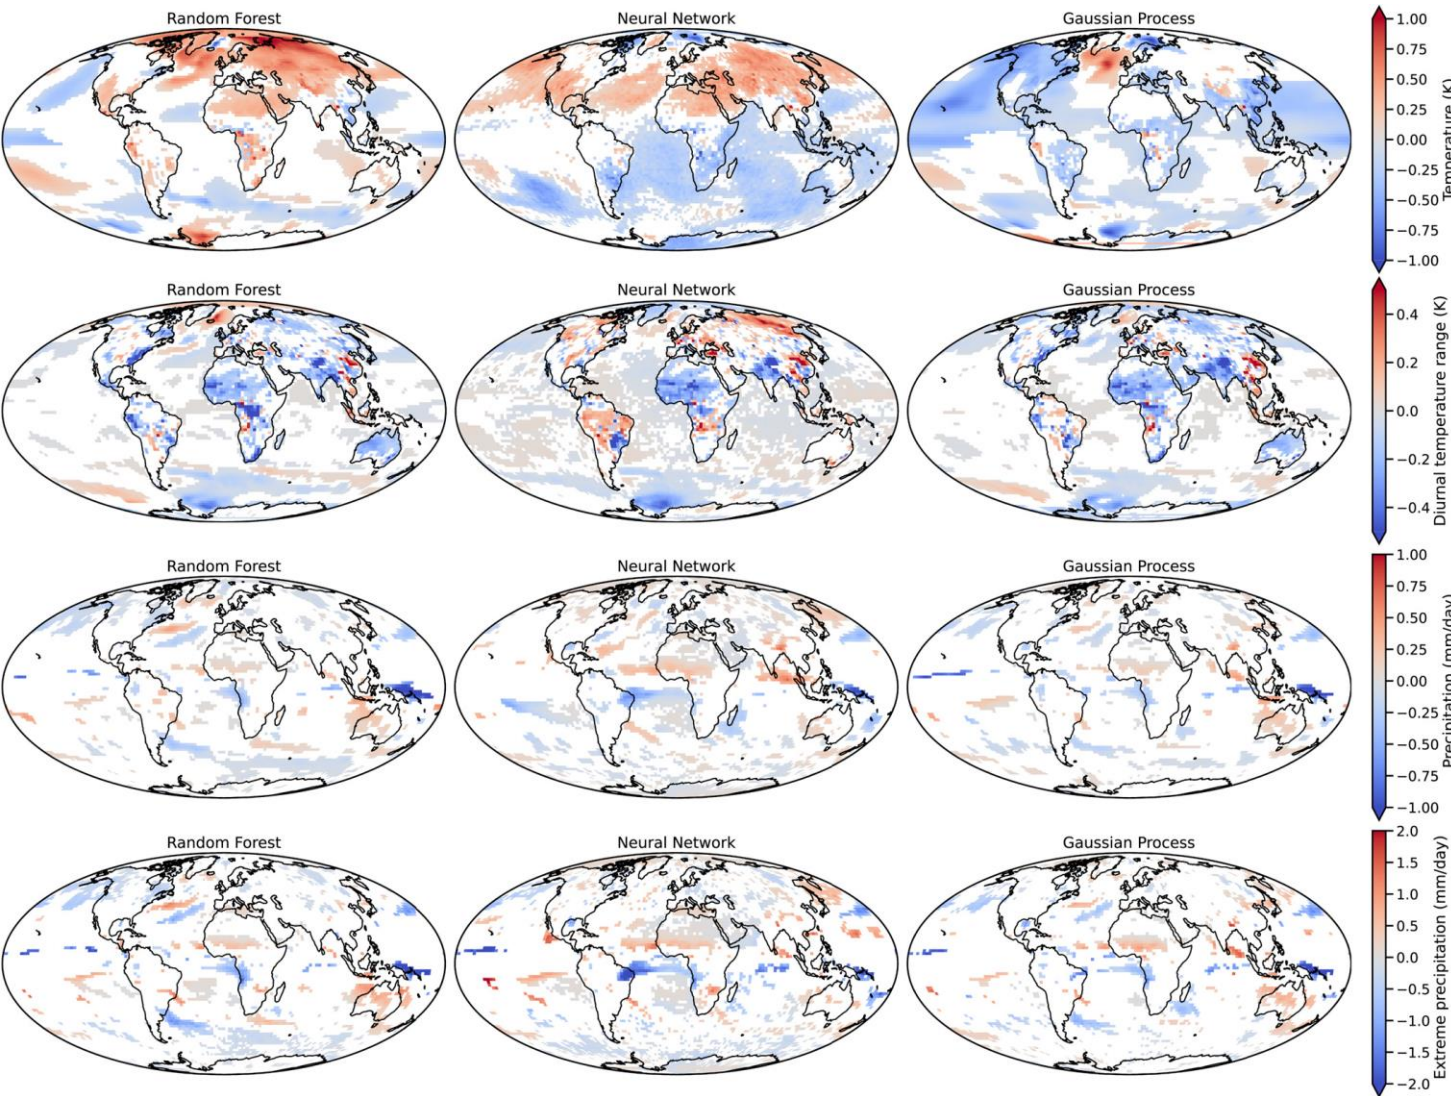 Random Forest
Neural Network
Gaussian Process
1.00
0.75
0.50
0.25
0.00
−0.25
−0.50
−0.75
−1.00
Temperature (K)
Random Forest
Neural Network
Gaussian Process
0.4
0.2
0.0
−0.2
−0.4
Diurnal temperature range (K)
Random Forest
Neural Network
Gaussian Process
1.00
0.75
0.50
0.25
0.00
−0.25
−0.50
−0.75
−1.00
Precipitation (mm/day)
Random Forest
Neural Network
Gaussian Process
2.0
1.5
1.0
0.5
0.0
−0.5
−1.0
−1.5
−2.0
Extreme precipitation (mm/day)